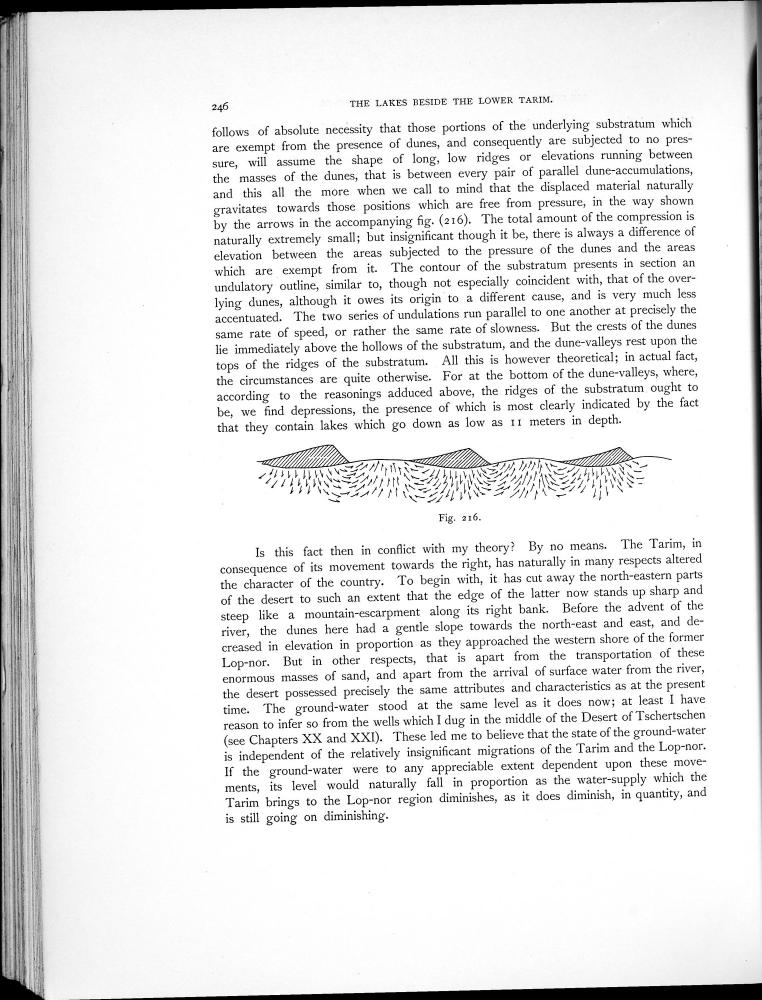 246
THE LAKES BESIDE THE LOWER TARIM.
follows of absolute necessity that those portions of the underlying substratum which
are exempt from the presence of dunes, and consequently are subjected to no pres-
sure, will assume the shape of long, low ridges or elevations running between
the masses of the dunes, that is between every pair of parallel dune-accumulations,
and this all the more when we call to mind that the displaced material naturally
gravitates towards those positions which are free from pressure, in the way shown
by the arrows in the accompanying fig. (216). The total amount of the compression is
naturally extremely small; but insignificant though it be, there is always a difference of
elevation between the areas subjected to the pressure of the dunes and the areas
which are exempt from it. The contour of the substratum presents in section an
undulatory outline, similar to, though not especially coincident with, that of the over-
lying dunes, although it owes its origin to a different cause, and is very much less
accentuated. The two series of undulations run parallel to one another at precisely the
same rate of speed, or rather the same rate of slowness. But the crests of the dunes
lie immediately above the hollows of the substratum, and the dune-valleys rest upon the
tops of the ridges of the substratum. All this is however theoretical; in actual fact,
the circumstances are quite otherwise. For at the bottom of the dune-valleys, where,
according to the reasonings adduced above, the ridges of the substratum ought to
be, we find depressions, the presence of which is most clearly indicated by the fact
that they contain lakes which go down as low as 11 meters in depth.
Fig. 216.
Is this fact then in conflict with my theory? By no means. The Tarim, in
consequence of its movement towards the right, has naturally in many respects altered
the character of the country. To begin with, it has cut away the north-eastern parts
of the desert to such an extent that the edge of the latter now stands up sharp and
steep like a mountain-escarpment along its right bank. Before the advent of the
river, the dunes here had a gentle slope towards the north-east and east, and de-
creased in elevation in proportion as they approached the western shore of the former
Lop-nor. But in other respects, that is apart from the transportation of these
enormous masses of sand, and apart from the arrival of surface water from the river,
the desert possessed precisely the same attributes and characteristics as at the present
time. The ground-water stood at the same level as it does now; at least I have
reason to infer so from the wells which I dug in the middle of the Desert of Tschertschen
(see Chapters XX and XXI). These led me to believe that the state of the ground-water
is independent of the relatively insignificant migrations of the Tarim and the Lop-nor.
If the ground-water were to any appreciable extent dependent upon these move-
ments, its level would naturally fall in proportion as the water-supply which the
Tarim brings to the Lop-nor region diminishes, as it does diminish, in quantity, and
is still going on diminishing.